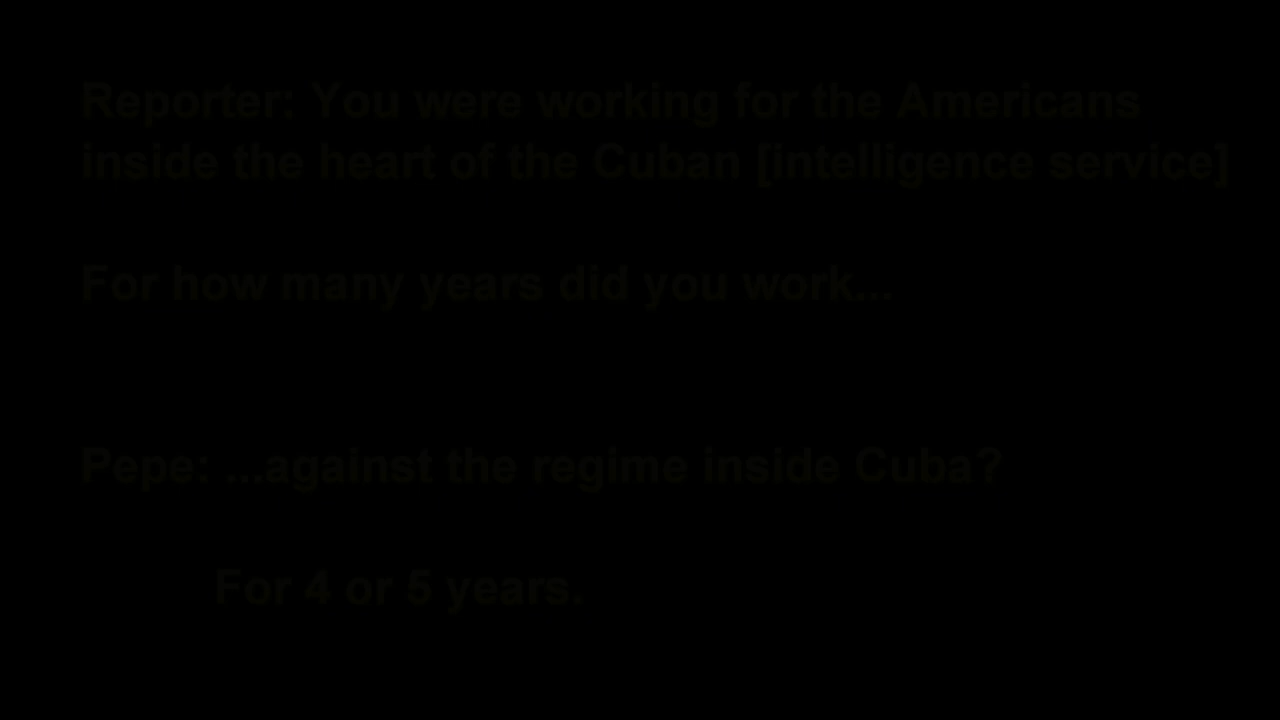 Reporter: You were working for the Americans
inside the heart of the Cuban [intelligence service]
For how many years did you work...
Pepe: ...against the regime inside Cuba?
For 4 or 5 years.